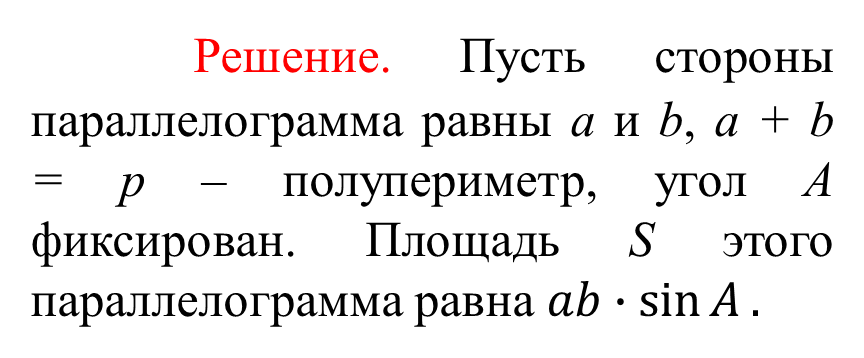 Решение. Пусть стороны
параллелограмма равны a и b, a + b
= p – полупериметр, угол A
фиксирован. Площадь S этого
параллелограмма равна ab · sin A .